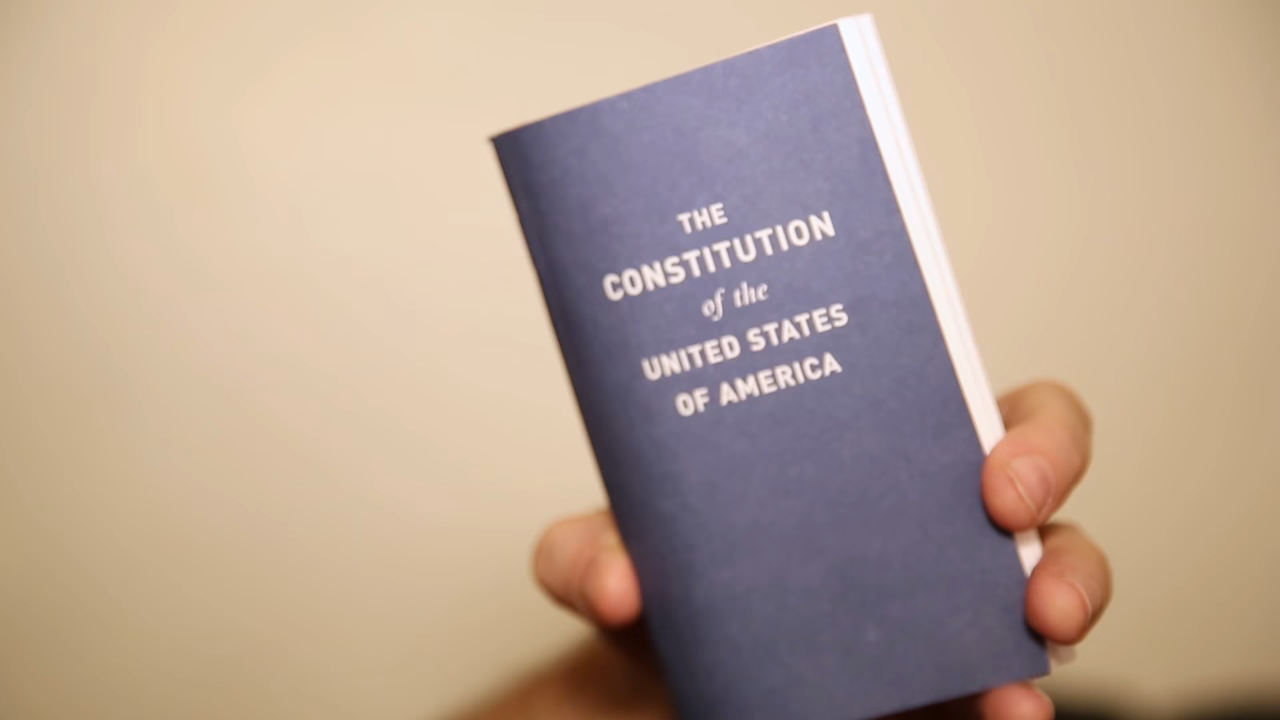 THE
CONSTITUTION
of the
UNITED STATES
OF AMERICA